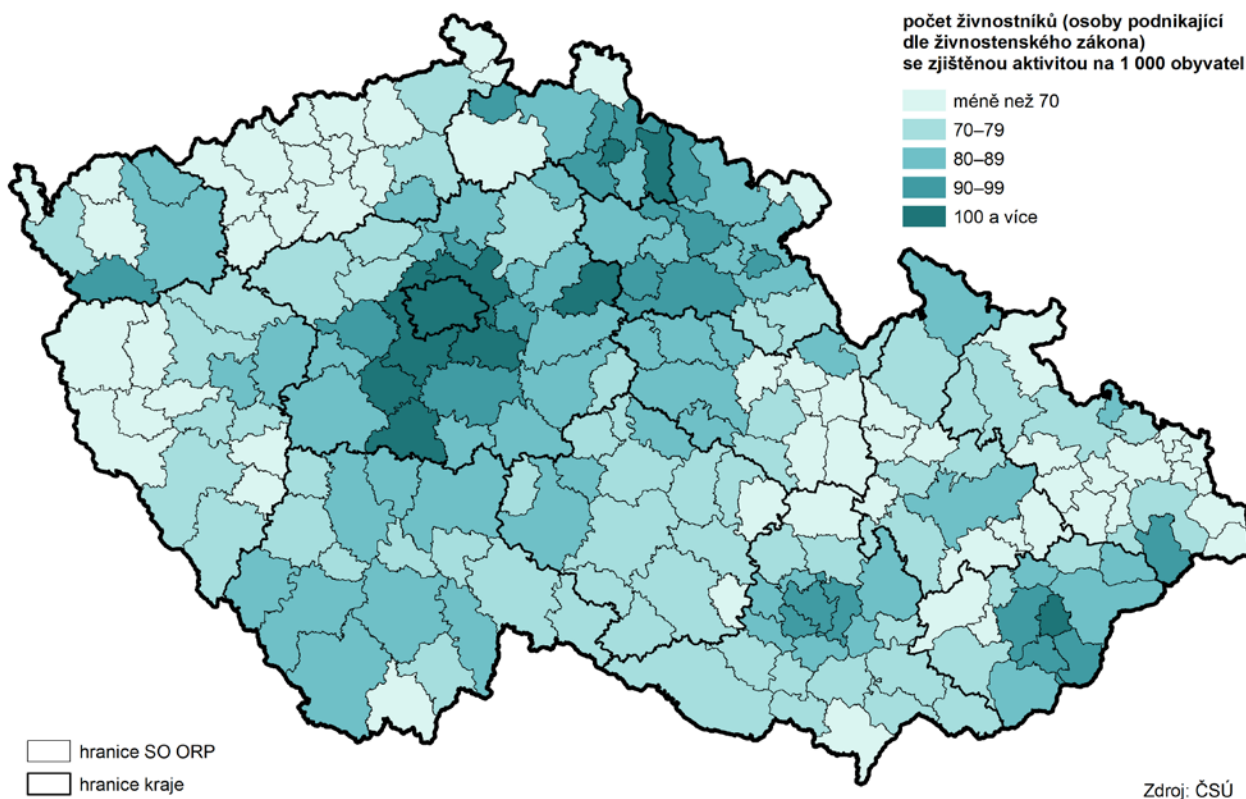 počet živnostníků (osoby podnikající
dle živnostenského zákona)
se zjištěnou aktivitou na 1 000 obyvatel
méně než 70
70–79
80–89
90–99
100 a více
hranice SO ORP
hranice kraje
Zdroj: ČSÚ